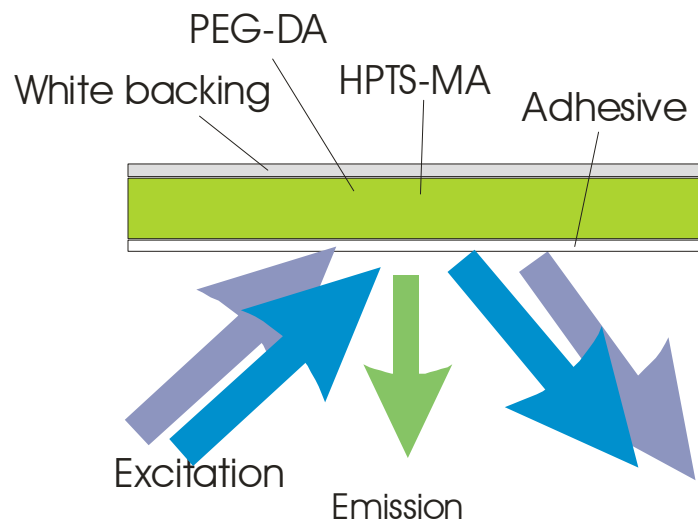 PEG-DA
HPTS-MA
White backing
Adhesive
Excitation
Emission